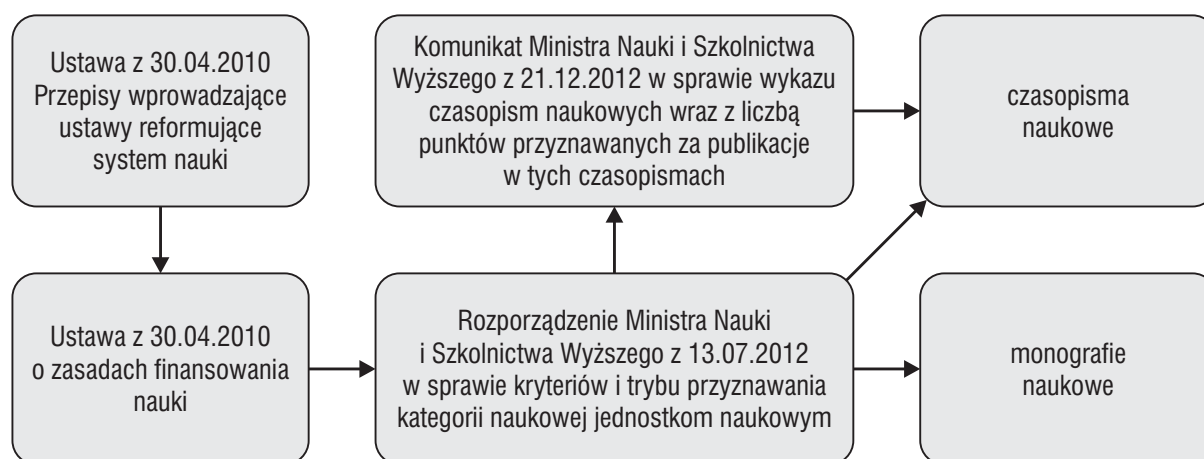 Ustawa z 30.04.2010
Przepisy wprowadzające
ustawy reformujące
system nauki
Komunikat Ministra Nauki i Szkolnictwa
Wyższego z 21.12.2012 w sprawie wykazu
czasopism naukowych wraz z liczbą
punktów przyznawanych za publikacje
w tych czasopismach
czasopisma
naukowe
Ustawa z 30.04.2010
o zasadach finansowania
nauki
Rozporządzenie Ministra Nauki
i Szkolnictwa Wyższego z 13.07.2012
w sprawie kryteriów i trybu przyznawania
kategorii naukowej jednostkom naukowym
monografie
naukowe